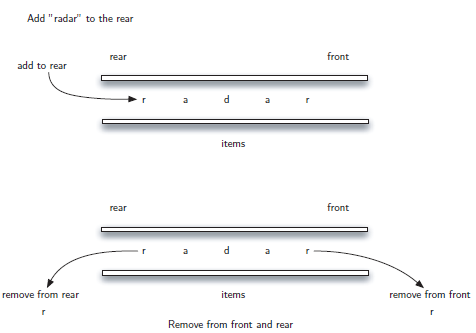 Add "radar" to the rear
rear front
add to rear
r a d a r
items
rear front
r a d a r
remove from rear items remove from front
r r
Remove from front and rear